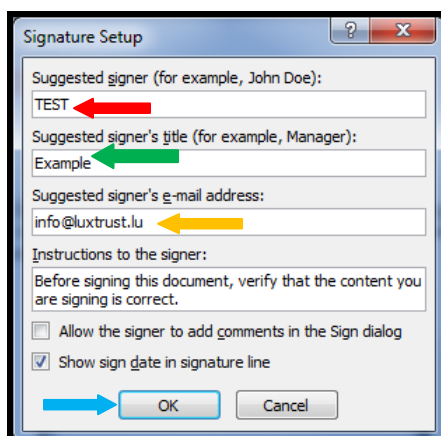 Signature Setup
?
X
Suggested signer (for example, John Doe):
TEST
Suggested signer's title (for example, Manager):
Example
Suggested signer's e-mail address:
info@luxtrust.lu
Instructions to the signer:
Before signing this document, verify that the content you
are signing is correct.
Allow the signer to add comments in the Sign dialog
Show sign date in signature line
OK Cancel